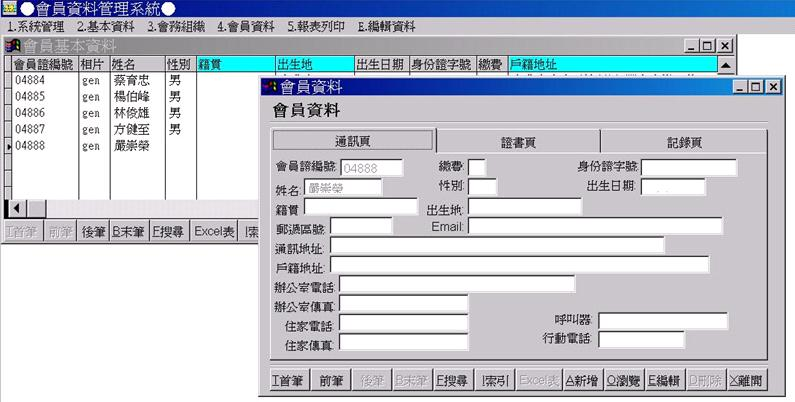 ●會員資料管理系統●
1.系統管理 2.基本資料 3.會務組織 4.會員資料 5.報表列印 E.編輯資料
會員基本資料
會員證編號 相片 姓名 性別 籍貫 出生地 出生日期 身份證字號 繳費 戶籍地址
04884 gen 蔡育忠 男
04885 gen 楊伯峰 男
04886 gen 林俊雄 男
04887 gen 方健至 男
04888 gen 嚴崇榮
T首筆 前筆 後筆 B末筆 F搜尋 Excel表 I索
會員資料
會員資料
通訊頁 證書頁 記錄頁
會員證編號: 04888 繳費: 身份證字號:
姓名: 嚴崇榮 性別: 出生日期: . .
籍貫 出生地:
郵遞區號: Email:
通訊地址:
戶籍地址:
辦公室電話:
辦公室傳真:
住家電話: 呼叫器:
住家傳真: 行動電話:
T首筆 前筆 後筆 B末筆 F搜尋 I索引 Excel表 A新增 O瀏覽 E編輯 D刪除 X離開